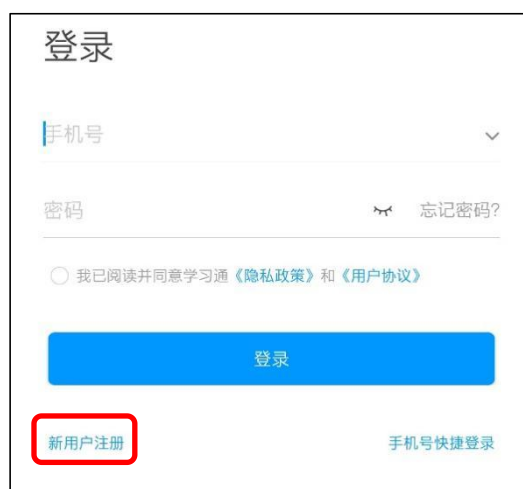 登录
手机号
密码 忘记密码?
我已阅读并同意学习通《隐私政策》和《用户协议》
登录
新用户注册 手机号快捷登录